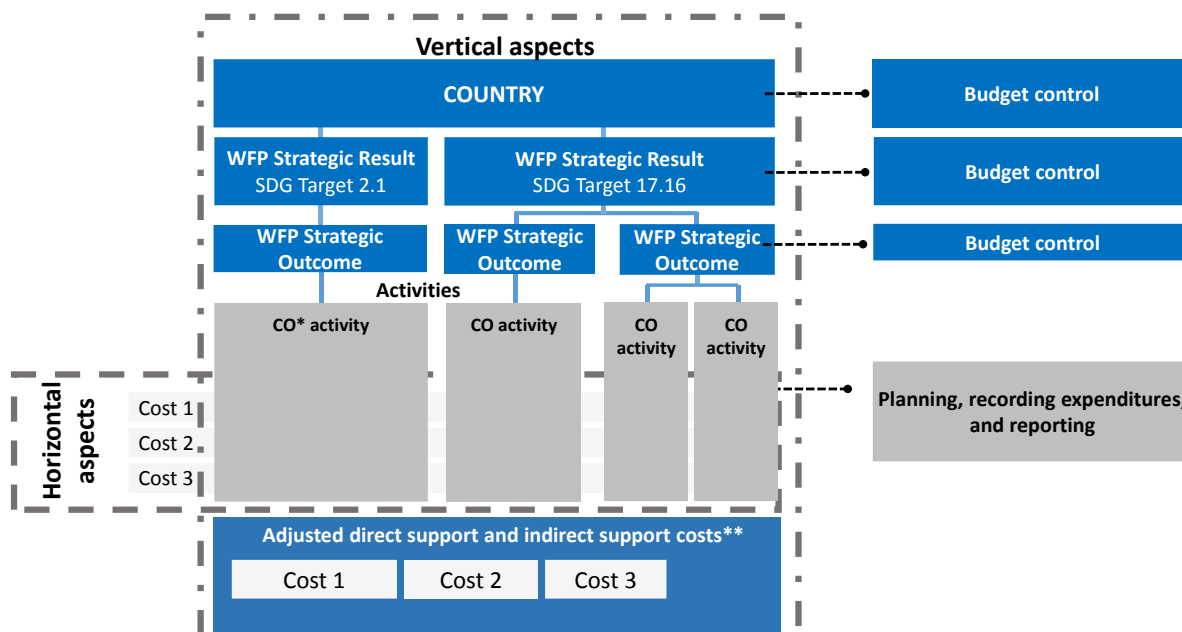 Vertical aspects
COUNTRY
Budget control
WFP Strategic Result
SDG Target 2.1
WFP Strategic Result
SDG Target 17.16
Budget control
WFP Strategic
Outcome
WFP Strategic
Outcome
WFP Strategic
Outcome
Budget control
Activities
CO* activity
CO activity
CO
activity
CO
activity
Horizontal
aspects
Cost 1
Cost 2
Cost 3
Planning, recording expenditures,
and reporting
Adjusted direct support and indirect support costs**
Cost 1
Cost 2
Cost 3